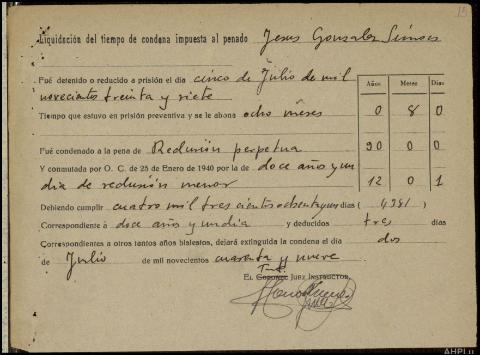 15
Liquidación del tiempo de condena impuesta al penado Jesus Gonzalez
Fué detenido o reducido a prisión el día cinco de Julio de mil
novecientos treinta y siete
Años Meses Días
Tiempo que estuvo en prisión preventiva y se le abona ocho meses 0 8 0
Fué condenado a la pena de Reclusión perpetua 30 0 0
Y conmutada por O. C. de 25 de Enero de 1940 por la de doce años y un
dia de reclusión menor 12 0 1
Debiendo cumplir cuatro mil trescientos ochenta y un días (4381)
Correspondiente á doce años y un dia y deducidos tres días
Correspondientes a otros tantos años bisiestos, dejará extinguida la condena el día dos
de Julio de mil novecientos cuarenta y nueve
El Coronel Juez Instructor,
AHPLu